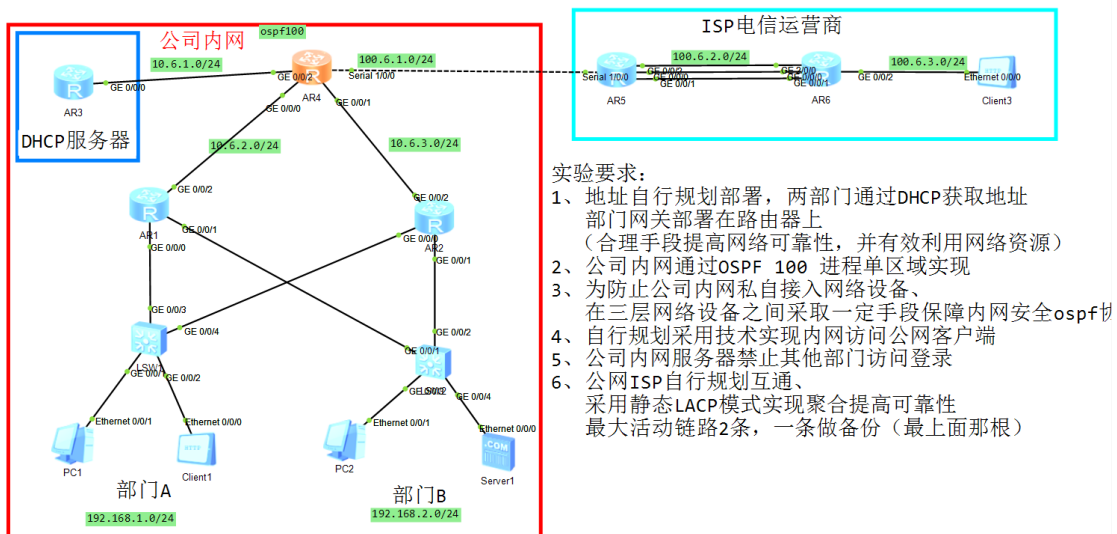 ospf100
公司内网
ISP电信运营商
10.6.1.0/24
100.6.1.0/24
100.6.2.0/24
100.6.3.0/24
GE 0/0/0
GE 0/0/2
Serial 1/0/0
Serial 1/0/0
GE 0/0/2
GE 0/0/0
GE 0/0/1
GE 2/0/0
GE 0/0/0
GE 0/0/1
GE 0/0/2
Ethernet 0/0/0
AR3
AR4
AR5
AR6
Client3
GE 0/0/0
GE 0/0/1
DHCP服务器
10.6.2.0/24
10.6.3.0/24
GE 0/0/2
GE 0/0/2
AR1
GE 0/0/1
GE 0/0/0
AR2
GE 0/0/0
GE 0/0/1
GE 0/0/3
GE 0/0/4
GE 0/0/1
GE 0/0/2
LSW1
GE 0/0/1
GE 0/0/2
GE 0/0/3
GE 0/0/4
Ethernet 0/0/1
Ethernet 0/0/0
Ethernet 0/0/1
Ethernet 0/0/0
PC1
Client1
PC2
Server1
部门A
部门B
192.168.1.0/24
192.168.2.0/24
实验要求:
1、地址自行规划部署,两部门通过DHCP获取地址
部门网关部署在路由器上
(合理手段提高网络可靠性,并有效利用网络资源)
2、公司内网通过OSPF 100 进程单区域实现
3、为防止公司内网私自接入网络设备、
在三层网络设备之间采取一定手段保障内网安全ospf协
4、自行规划采用技术实现内网访问公网客户端
5、公司内网服务器禁止其他部门访问登录
6、公网ISP自行规划互通、
采用静态LACP模式实现聚合提高可靠性
最大活动链路2条,一条做备份(最上面那根)